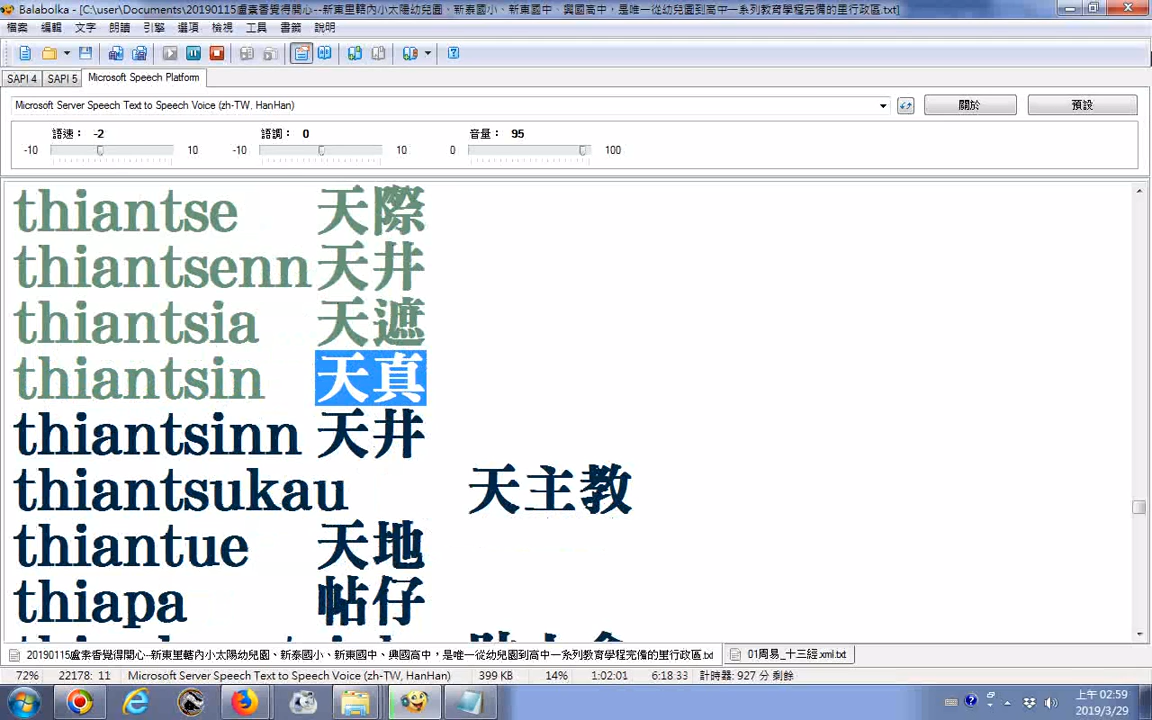 Balabolka - [C:\user\Documents\20190115盧素香覺得開心--新東里轄內小太陽幼兒園、新泰國小、新東國中、興國高中，是唯一從幼兒園到高中一系列教育學程完備的里行政區.txt]
檔案 編輯 文字 朗讀 引擎 選項 檢視 工具 書籤 說明
SAPI 4 SAPI 5 Microsoft Speech Platform
Microsoft Server Speech Text to Speech Voice (zh-TW, HanHan) 關於 預設
語速： -2 語調： 0 音量： 95
-10 10 -10 10 0 100
thiantse 天際
thiantsenn 天井
thiantsia 天遮
thiantsin 天真
thiantsinn 天井
thiantsukau 天主教
thiantue 天地
thiapa 帖仔
20190115盧素香覺得開心--新東里轄內小太陽幼兒園、新泰國小、新東國中、興國高中，是唯一從幼兒園到高中一系列教育學程完備的里行政區.txt 01周易_十三經.xml.txt
72% 22178: 11 Microsoft Server Speech Text to Speech Voice (zh-TW, HanHan) 399 KB 14% 1:02:01 6:18:33 計時器: 927 分 剩餘
上午 02:59
2019/3/29